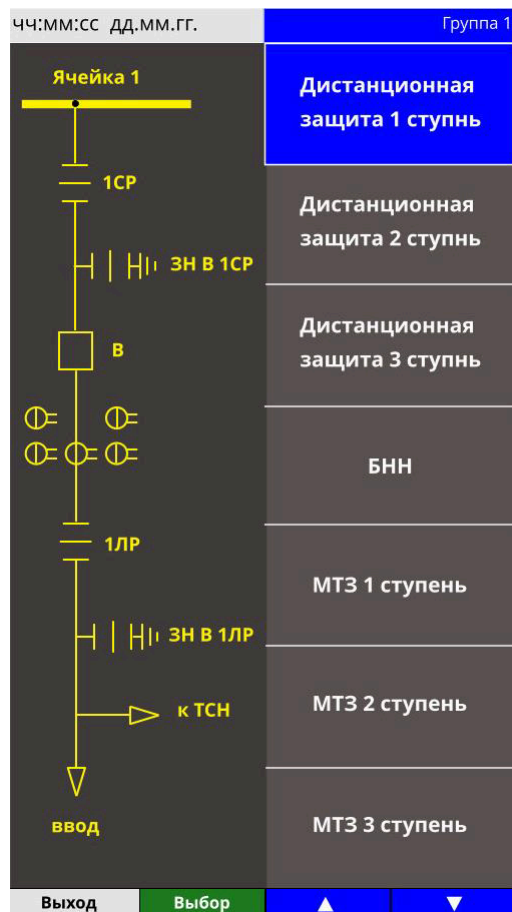 чч:мм:сс дд.мм.гг.
Группа 1
Ячейка 1
1СР
ЗН В 1СР
В
1ЛР
ЗН В 1ЛР
к ТСН
ввод
Дистанционная
защита 1 ступнь
Дистанционная
защита 2 ступнь
Дистанционная
защита 3 ступнь
БНН
МТЗ 1 ступень
МТЗ 2 ступень
МТЗ 3 ступень
Выход
Выбор